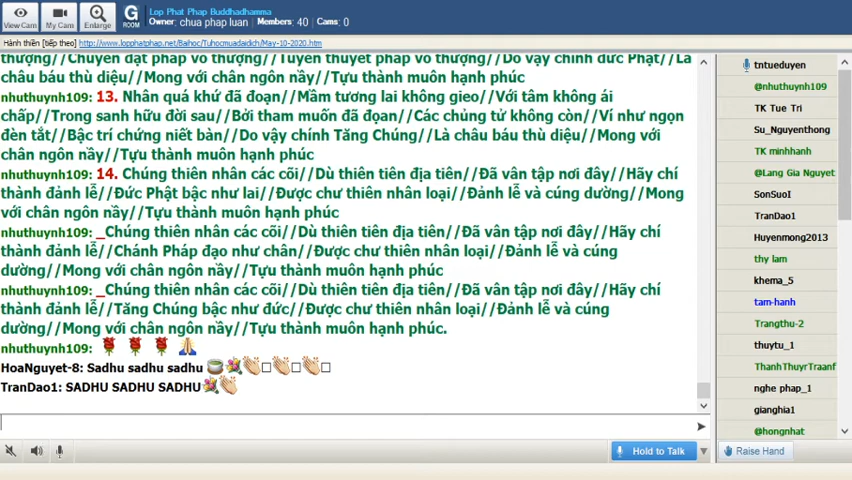 View Cam
My Cam
Enlarge
G
ROOM
Lop Phat Phap Buddhadhamma
Owner: chua phap luan Members: 40 Cams: 0
Hành thiền [tiếp theo] http://www.lopphatphap.net/Baihoc/Tuhocmuadaidich/May-10-2020.htm
thượng//Chuyển đạt pháp vô thượng//Tuyên thuyết pháp vô thượng//Do vậy chính đức Phật//Là
châu báu thù diệu//Mong với chân ngôn nầy//Tựu thành muôn hạnh phúc
nhuthuynh109: 13. Nhân quá khứ đã đoạn//Mầm tương lai không gieo//Với tâm không ái
chấp//Trong sanh hữu đời sau//Bởi tham muốn đã đoạn//Các chủng tử không còn//Ví như ngọn
đèn tắt//Bậc trí chứng niết bàn//Do vậy chính Tăng Chúng//Là châu báu thù diệu//Mong với
chân ngôn nầy//Tựu thành muôn hạnh phúc
nhuthuynh109: 14. Chúng thiên nhân các cõi//Dù thiên tiên địa tiên//Đã vân tập nơi đây//Hãy chí
thành đảnh lễ//Đức Phật bậc như lai//Được chư thiên nhân loại//Đảnh lễ và cúng dường//Mong
với chân ngôn nầy//Tựu thành muôn hạnh phúc
nhuthuynh109: _Chúng thiên nhân các cõi//Dù thiên tiên địa tiên//Đã vân tập nơi đây//Hãy chí
thành đảnh lễ//Chánh Pháp đạo như chân//Được chư thiên nhân loại//Đảnh lễ và cúng
dường//Mong với chân ngôn nầy//Tựu thành muôn hạnh phúc
nhuthuynh109: _Chúng thiên nhân các cõi//Dù thiên tiên địa tiên//Đã vân tập nơi đây//Hãy chí
thành đảnh lễ//Tăng Chúng bậc như đức//Được chư thiên nhân loại//Đảnh lễ và cúng
dường//Mong với chân ngôn nầy//Tựu thành muôn hạnh phúc.
nhuthuynh109:
HoaNguyet-8: Sadhu sadhu sadhu
TranDao1: SADHU SADHU SADHU
Hold to Talk
tntueduyen
@nhuthuynh109
TK Tue Tri
Su_Nguyenthong
TK minhhanh
@Lang Gia Nguyet
SonSuoI
TranDao1
Huyenmong2013
thy lam
khema_5
tam-hanh
Trangthu-2
thuytu_1
ThanhThuyrTraanf
nghe phap_1
gianghia1
@hongnhat
Raise Hand